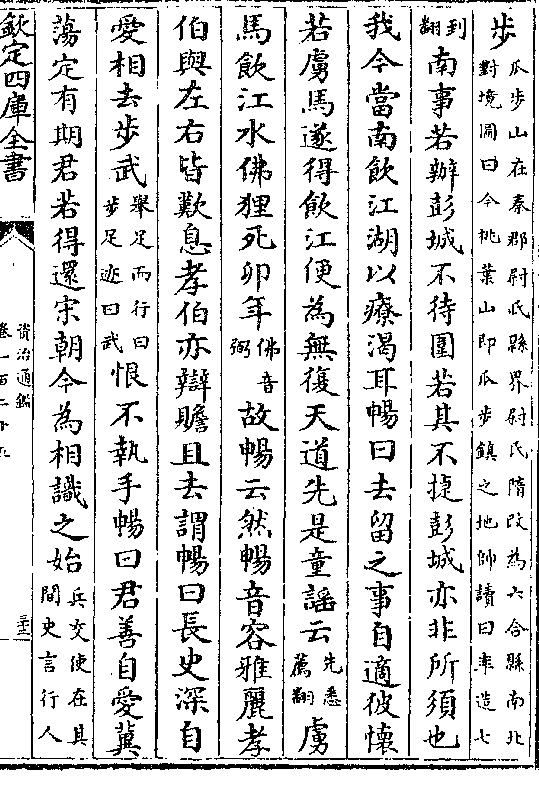 步瓜步山在秦郡尉氏縣界尉氏隋改為六合縣南北
對境圖曰今桃葉山即瓜步鎮之地帥讀曰率造七
到翻南事若辦彭城不待圍若其不捷彭城亦非所須也
我今當南飲江湖以療渴耳暢曰去留之事自適彼懷
若虜馬遂得飲江便為無復天道先是童謠云先悉薦翻虜
馬飲江水佛狸死卯年佛音弼故暢云然暢音容雅麗孝
伯與左右皆歎息孝伯亦辯贍且去謂暢曰長史深自
愛相去步武舉足而行曰步足迹曰武恨不執手暢曰君善自愛冀
蕩定有期君若得還宋朝今為相識之始兵交使在其間史言行人
欽定四庫全書
資治通鑑
卷一百二十五